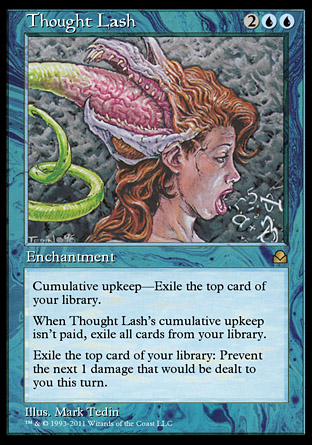 Thought Lash 2
Enchantment
Cumulative upkeep—Exile the top card of
your library.
When Thought Lash's cumulative upkeep
isn't paid, exile all cards from your library.
Exile the top card of your library: Prevent
the next 1 damage that would be dealt to
you this turn.
Illus. Mark Tedin
™ & © 1993-2011 Wizards of the Coast LLC